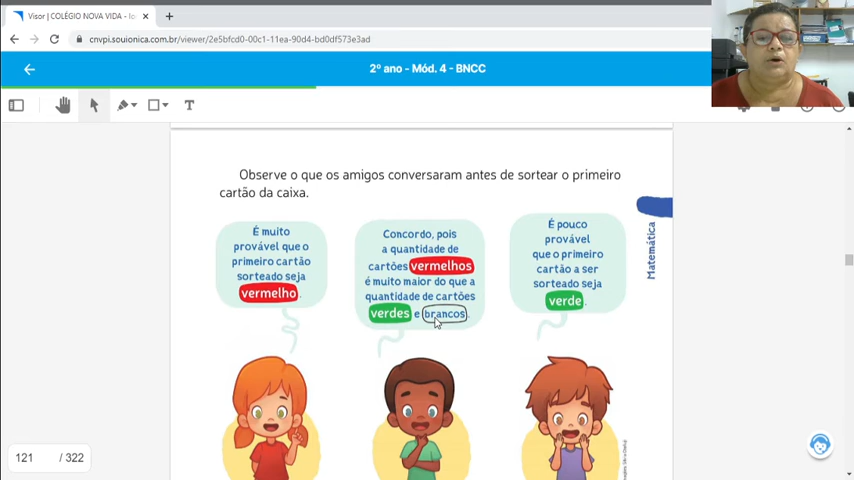 Visor | COLÉGIO NOVA VIDA - Io
cnvpi.souionica.com.br/viewer/2e5bfcd0-00c1-11ea-90d4-bd0df573e3ad
2º ano - Mód. 4 - BNCC
T
Observe o que os amigos conversaram antes de sortear o primeiro
cartão da caixa.
É muito
provável que o
primeiro cartão
sorteado seja
vermelho.
Concordo, pois
a quantidade de
cartões vermelhos
é muito maior do que a
quantidade de cartões
verdes e brancos.
É pouco
provável
que o primeiro
cartão a ser
sorteado seja
verde.
Matemática
121 / 322